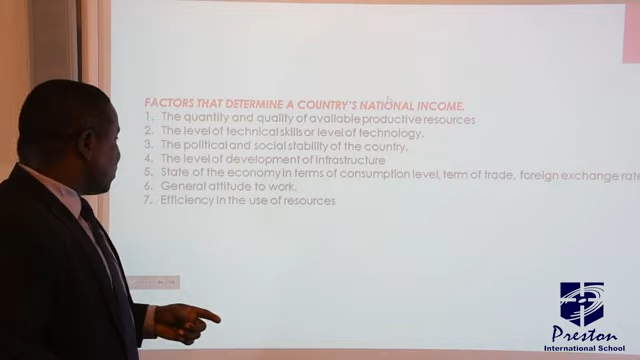 FACTORS THAT DETERMINE A COUNTRY'S NATIONAL INCOME.
1. The quantity and quality of available productive resources
2. The level of technical skills or level of technology.
3. The political and social stability of the country.
4. The level of development of infrastructure
5. State of the economy in terms of consumption level, term of trade, foreign exchange rate
6. General attitude to work.
7. Efficiency in the use of resources
Preston
International School